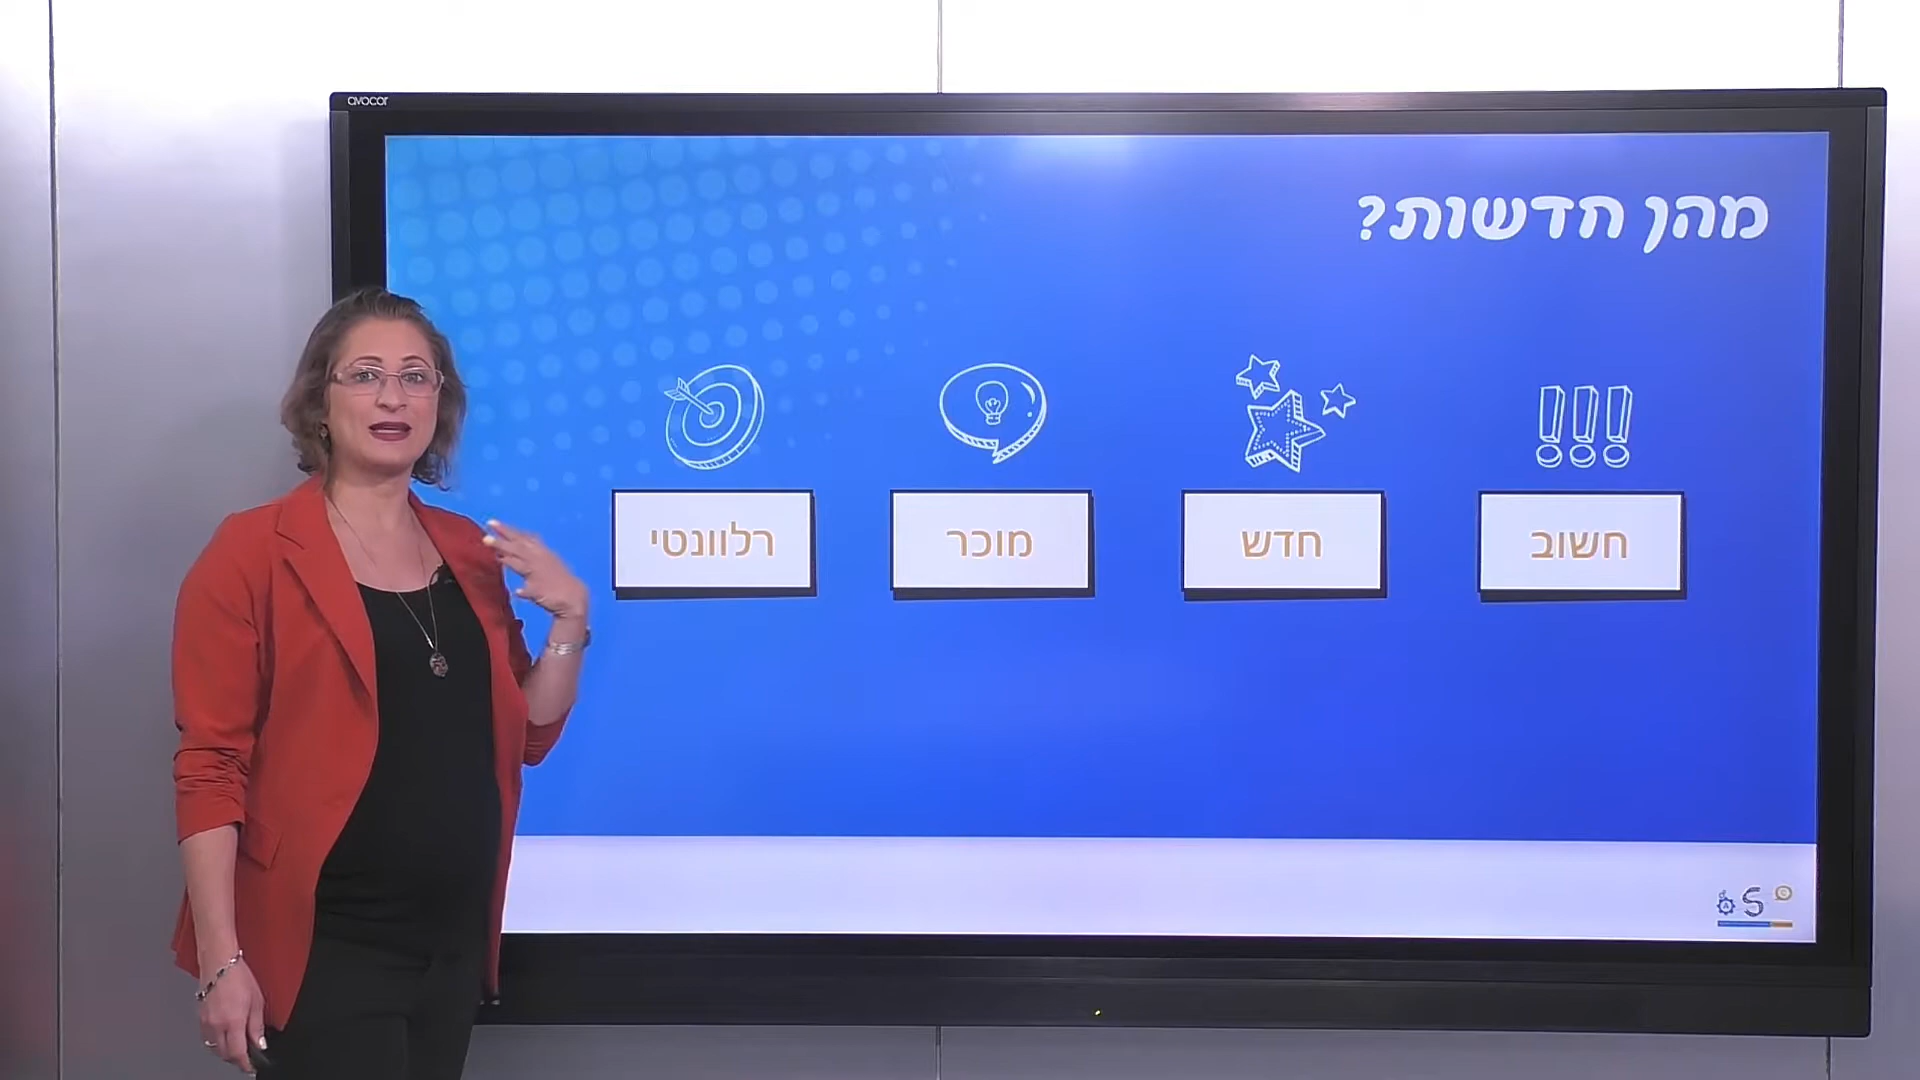 avocor
מהן חדשות?
חשוב
חדש
מוכר
רלוונטי